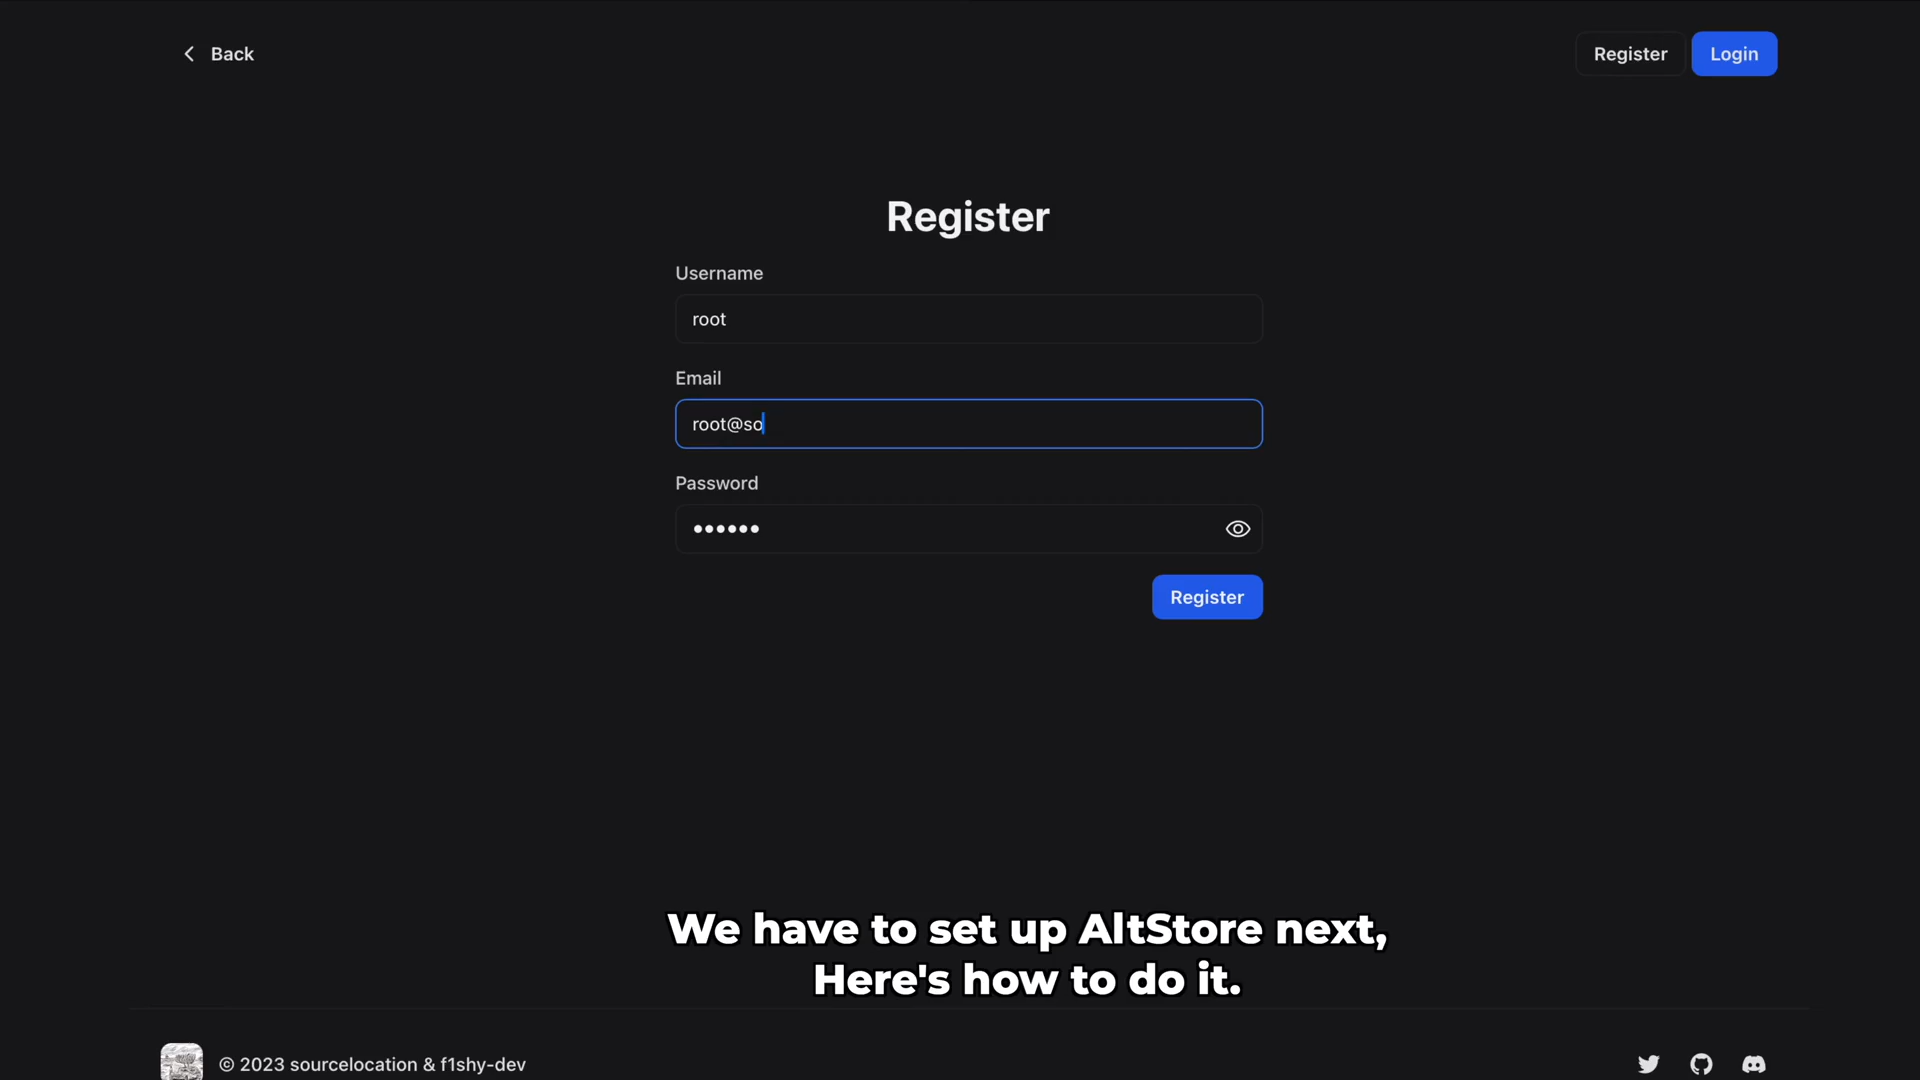 Back
Register
Login
Register
Username
root
Email
root@so
Password
••••••
Register
We have to set up AltStore next,
Here's how to do it.
© 2023 sourcelocation & f1shy-dev